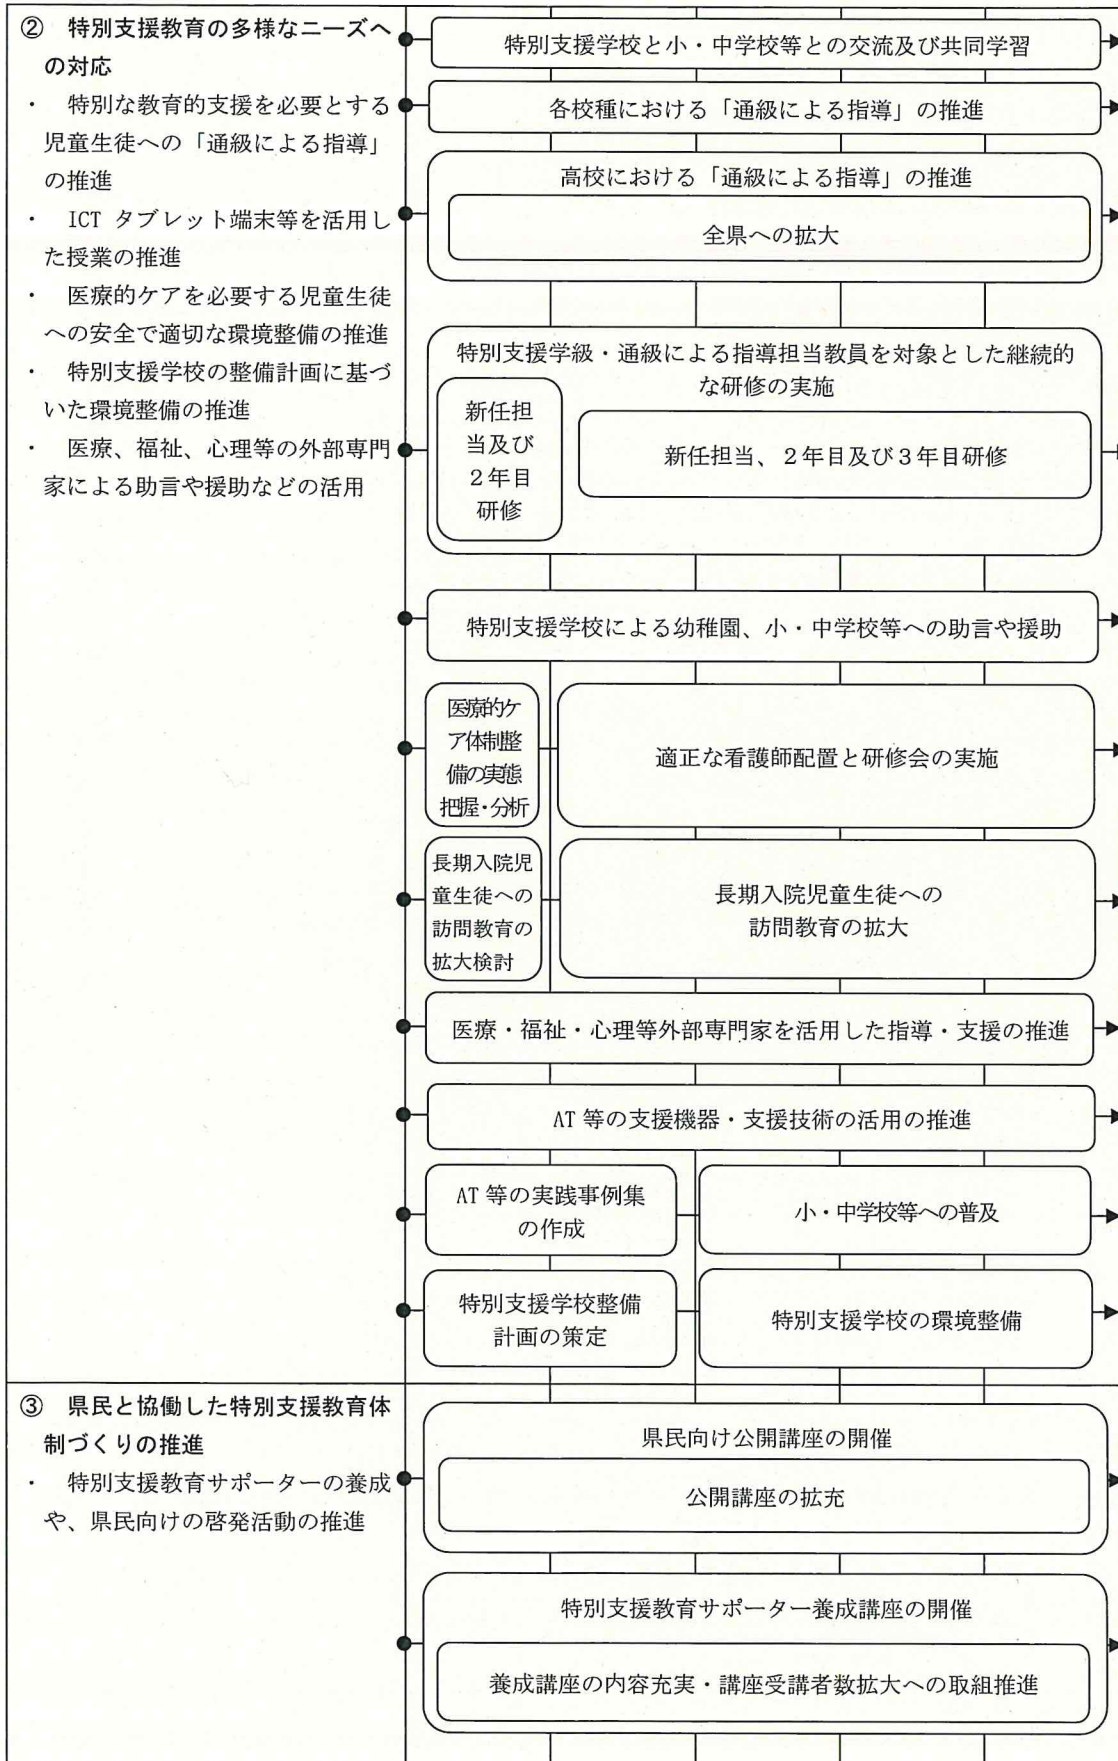 ② 特別支援教育の多様なニーズへ
の対応
・ 特別な教育的支援を必要とする
児童生徒への「通級による指導」
の推進
・ ICT タブレット端末等を活用し
た授業の推進
・ 医療的ケアを必要する児童生徒
への安全で適切な環境整備の推進
・ 特別支援学校の整備計画に基づ
いた環境整備の推進
・ 医療、福祉、心理等の外部専門
家による助言や援助などの活用
特別支援学校と小・中学校等との交流及び共同学習
各校種における「通級による指導」の推進
高校における「通級による指導」の推進
全県への拡大
特別支援学級・通級による指導担当教員を対象とした継続的
な研修の実施
新任担
当及び
２年目
研修
新任担当、２年目及び３年目研修
特別支援学校による幼稚園、小・中学校等への助言や援助
医療的ケ
ア体制整
備の実態
把握・分析
適正な看護師配置と研修会の実施
長期入院児
童生徒への
訪問教育の
拡大検討
長期入院児童生徒への
訪問教育の拡大
医療・福祉・心理等外部専門家を活用した指導・支援の推進
AT 等の支援機器・支援技術の活用の推進
AT 等の実践事例集
の作成
小・中学校等への普及
特別支援学校整備
計画の策定
特別支援学校の環境整備
③ 県民と協働した特別支援教育体
制づくりの推進
・ 特別支援教育サポーターの養成
や、県民向けの啓発活動の推進
県民向け公開講座の開催
公開講座の拡充
特別支援教育サポーター養成講座の開催
養成講座の内容充実・講座受講者数拡大への取組推進